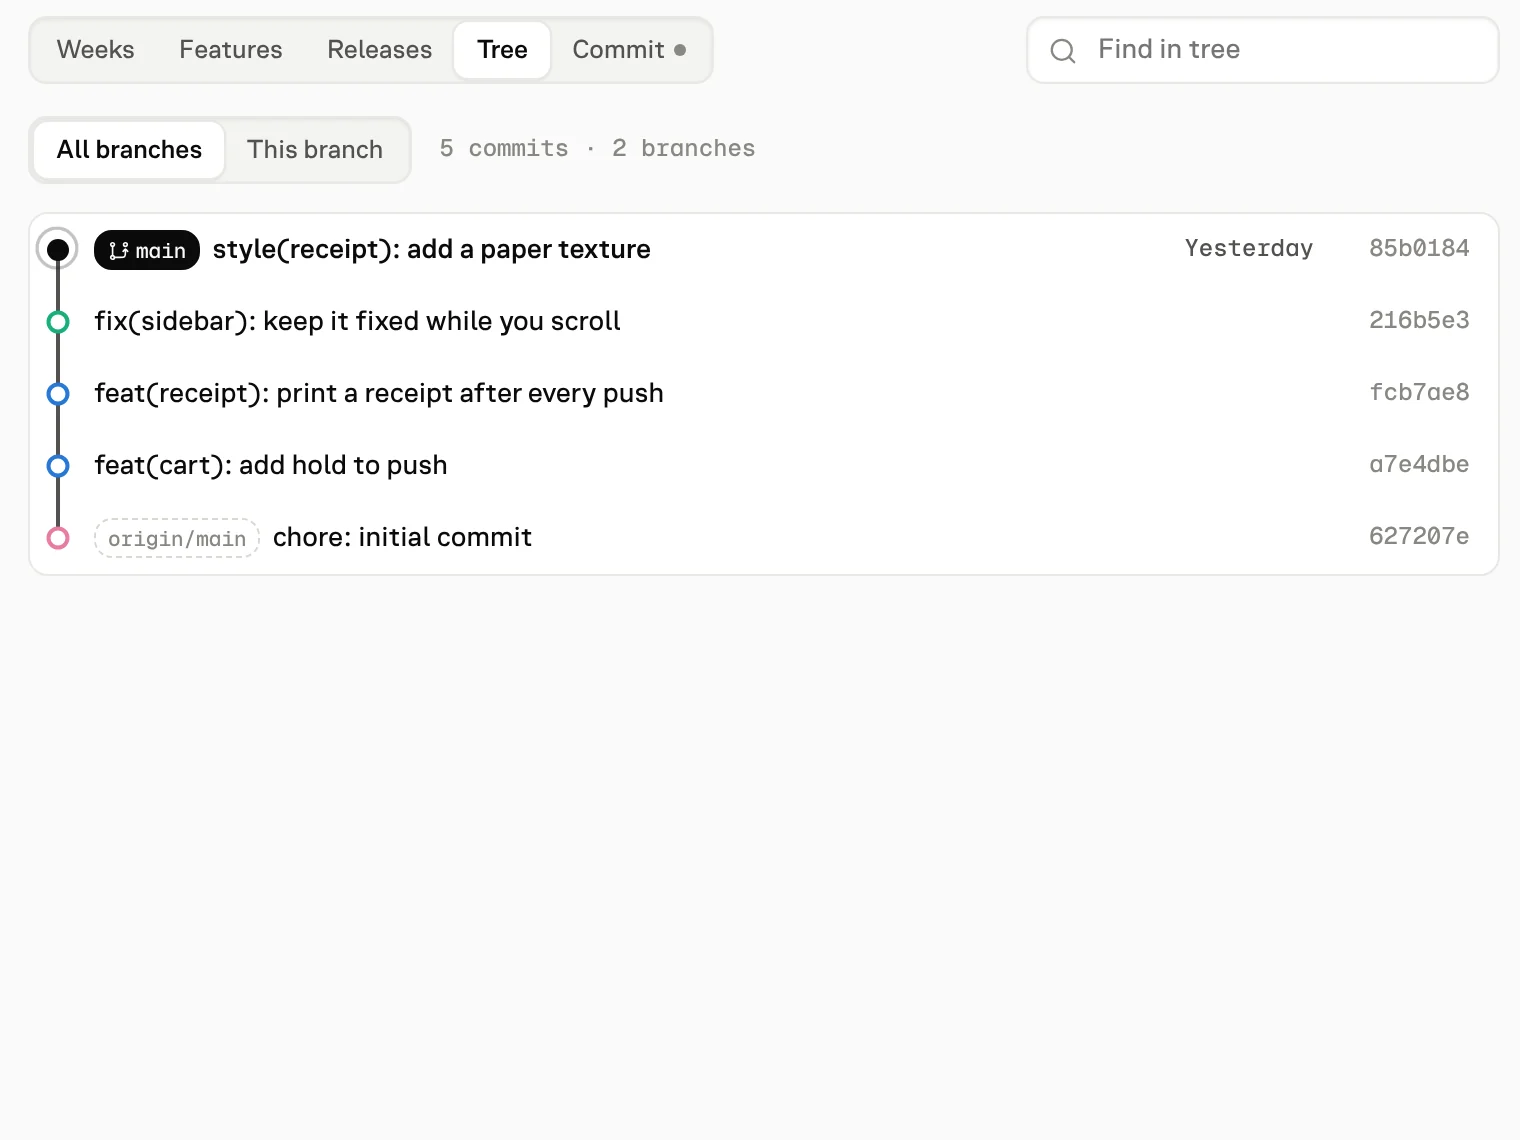 Weeks Features Releases Tree Commit
Find in tree
All branches This branch 5 commits · 2 branches
main style(receipt): add a paper texture Yesterday 85b0184
fix(sidebar): keep it fixed while you scroll 216b5e3
feat(receipt): print a receipt after every push fcb7ae8
feat(cart): add hold to push a7e4dbe
origin/main chore: initial commit 627207e